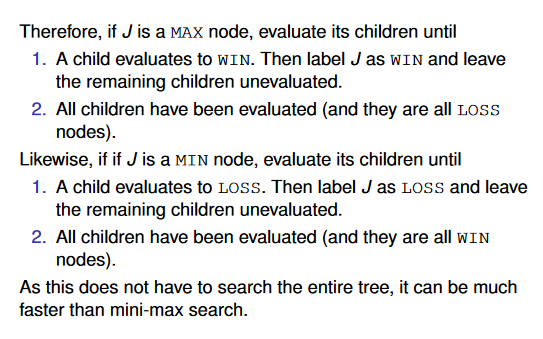 Therefore, if J is a MAX node, evaluate its children until
1. A child evaluates to WIN. Then label J as WIN and leave
the remaining children unevaluated.
2. All children have been evaluated (and they are all LOSS
nodes).
Likewise, if if J is a MIN node, evaluate its children until
1. A child evaluates to LOSS. Then label J as LOSS and leave
the remaining children unevaluated.
2. All children have been evaluated (and they are all WIN
nodes).
As this does not have to search the entire tree, it can be much
faster than mini-max search.